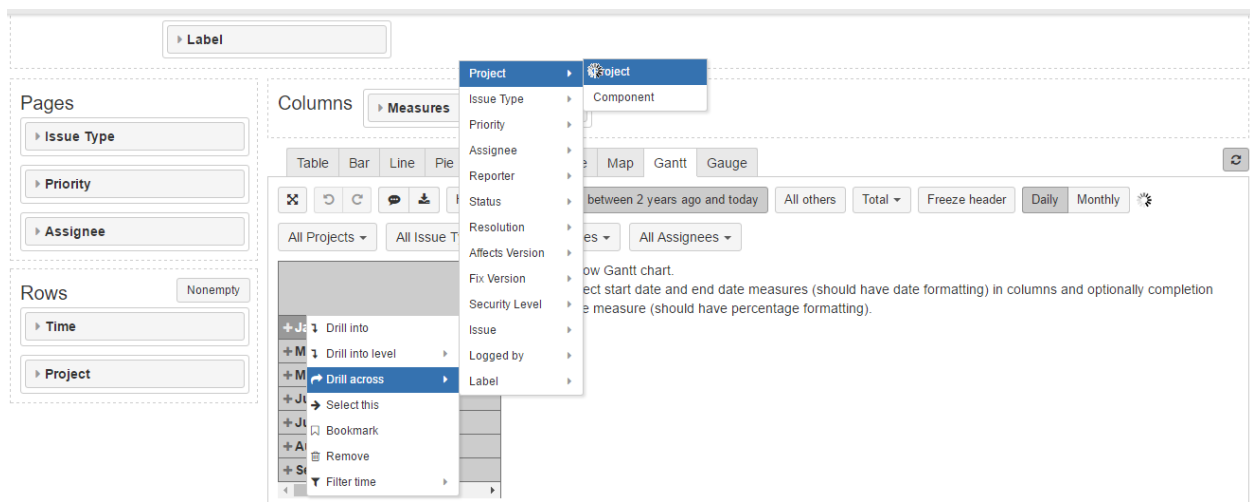 Label
Pages
Issue Type
Priority
Assignee
Rows
Nonempty
Time
Project
Columns
Measures
Table Bar Line Pie
Map Gantt Gauge
between 2 years ago and today All others Total Freeze header Daily Monthly
All Projects All Issue T
All Assignees
ow Gantt chart.
ect start date and end date measures (should have date formatting) in columns and optionally completion
measure (should have percentage formatting).
Drill into
Drill into level
Drill across
Select this
Bookmark
Remove
Filter time
Project
Issue Type
Priority
Assignee
Reporter
Status
Resolution
Affects Version
Fix Version
Security Level
Issue
Logged by
Label
Project
Component